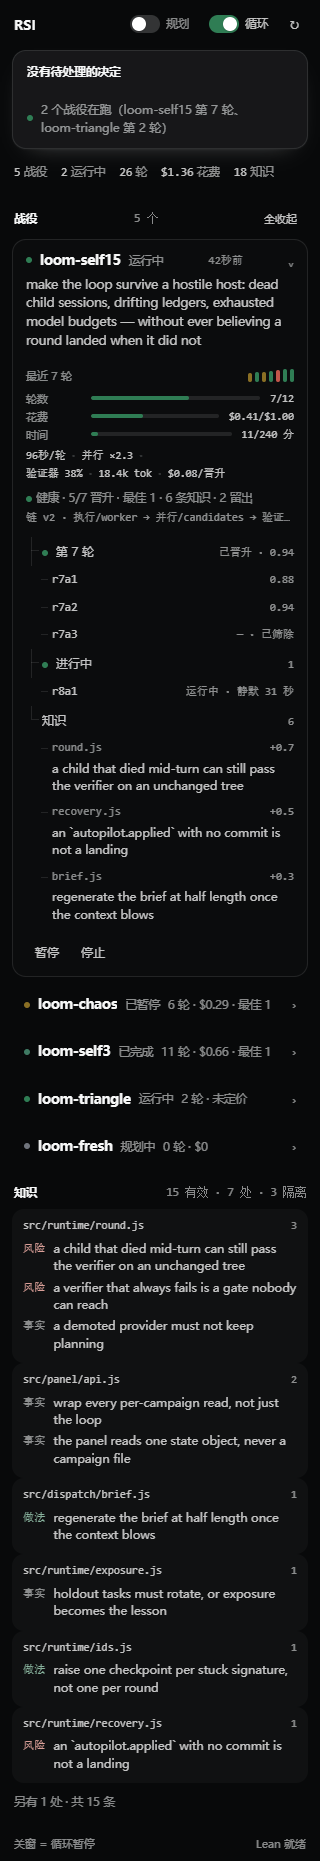 RSI 规划 循环 ↻
没有待处理的决定
2 个战役在跑（loom-self15 第 7 轮、
loom-triangle 第 2 轮）
5 战役 2 运行中 26 轮 $1.36 花费 18 知识
战役 5 个 全收起
loom-self15 运行中 42秒前
make the loop survive a hostile host: dead
child sessions, drifting ledgers, exhausted
model budgets — without ever believing a
round landed when it did not
最近 7 轮
轮数 7/12
花费 $0.41/$1.00
时间 11/240 分
96秒/轮 · 并行 ×2.3 ·
验证器 38% · 18.4k tok · $0.08/晋升
健康 · 5/7 晋升 · 最佳 1 · 6 条知识 · 2 留出
链 v2 · 执行/worker → 并行/candidates → 验证…
第 7 轮 己晋升 · 0.94
r7a1 0.88
r7a2 0.94
r7a3 — · 己筛除
进行中 1
r8a1 运行中 · 静默 31 秒
知识 6
round.js +0.7
a child that died mid-turn can still pass
the verifier on an unchanged tree
recovery.js +0.5
an `autopilot.applied` with no commit is
not a landing
brief.js +0.3
regenerate the brief at half length once
the context blows
暂停 停止
loom-chaos 已暂停 6 轮 · $0.29 · 最佳 1 ›
loom-self3 已完成 11 轮 · $0.66 · 最佳 1 ›
loom-triangle 运行中 2 轮 · 未定价 ›
loom-fresh 规划中 0 轮 · $0 ›
知识 15 有效 · 7 处 · 3 隔离
src/runtime/round.js 3
风险 a child that died mid-turn can still pass
the verifier on an unchanged tree
风险 a verifier that always fails is a gate nobody
can reach
事实 a demoted provider must not keep
planning
src/panel/api.js 2
事实 wrap every per-campaign read, not just
the loop
事实 the panel reads one state object, never a
campaign file
src/dispatch/brief.js 1
做法 regenerate the brief at half length once
the context blows
src/runtime/exposure.js 1
事实 holdout tasks must rotate, or exposure
becomes the lesson
src/runtime/ids.js 1
做法 raise one checkpoint per stuck signature,
not one per round
src/runtime/recovery.js 1
风险 an `autopilot.applied` with no commit is
not a landing
另有 1 处 · 共 15 条
关窗 = 循环暂停 Lean 就绪